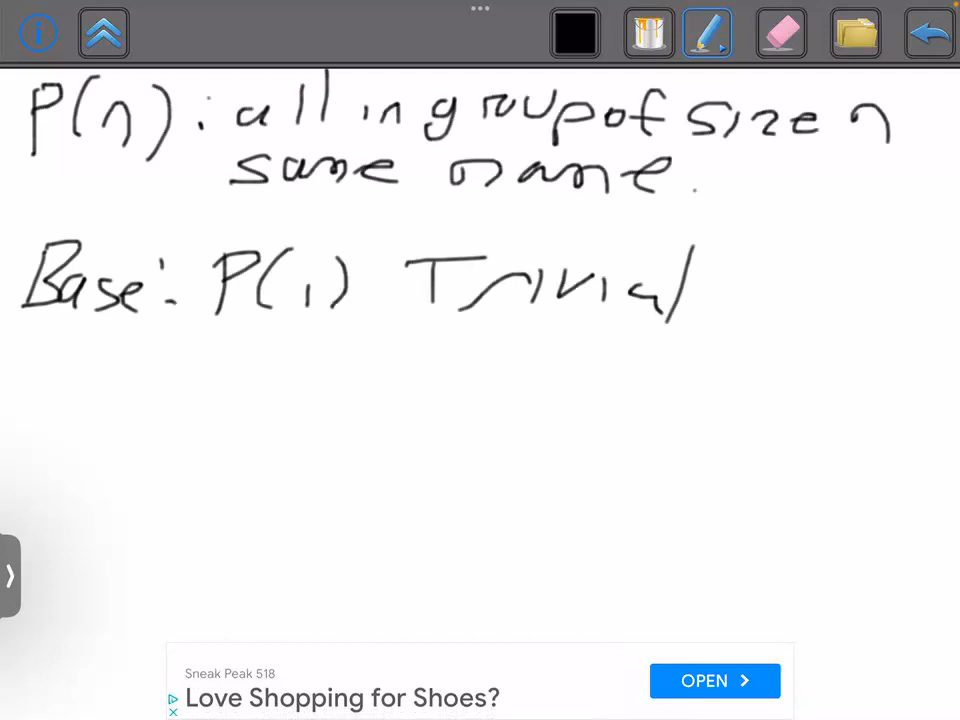 P(n): all in group of size n
same name.
Base: P(1) Trivial
Sneak Peak 518
Love Shopping for Shoes?
OPEN